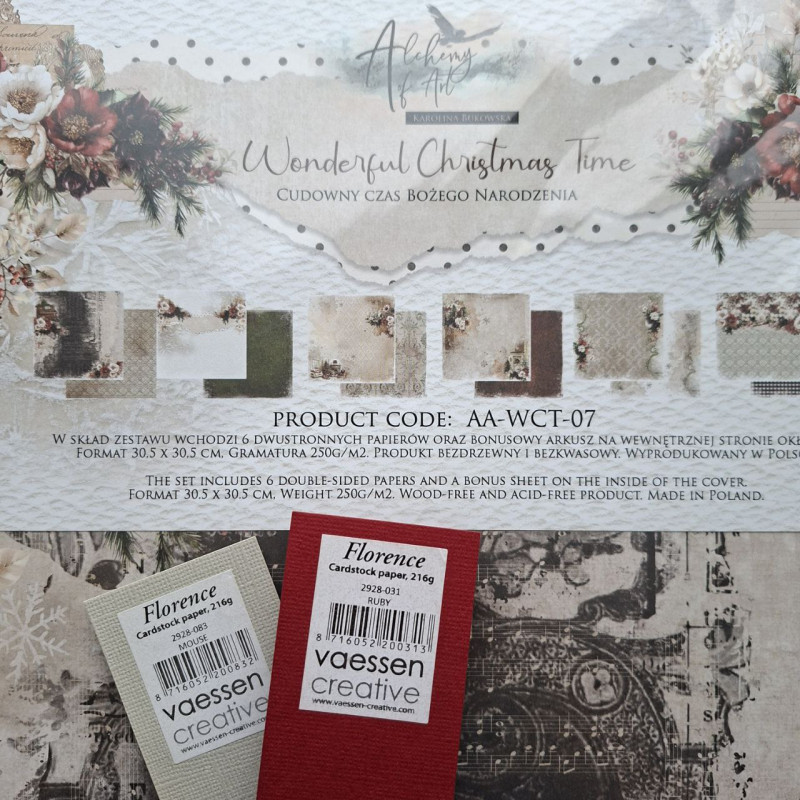 Alchemy
of Art
Karolina Bukowska
Wonderful Christmas Time
Cudowny czas Bożego Narodzenia
PRODUCT CODE: AA-WCT-07
W skład zestawu wchodzi 6 dwustronnych papierów oraz bonusowy arkusz na wewnętrznej stronie okł
Format 30.5 x 30.5 cm, Gramatura 250g/m2. Produkt bezdrzewny i bezkwasowy. Wyprodukowany w Polsc
The set includes 6 double-sided papers and a bonus sheet on the inside of the cover.
Format 30.5 x 30.5 cm, Weight 250g/m2. Wood-free and acid-free product. Made in Poland.
Florence
Cardstock paper, 216g
2928-083
MOUSE
8 716052 200832
vaessen
creative
www.vaessen-creative.com
Florence
Cardstock paper, 216g
2928-031
RUBY
8 716052 200313
vaessen
creative
www.vaessen-creative.com